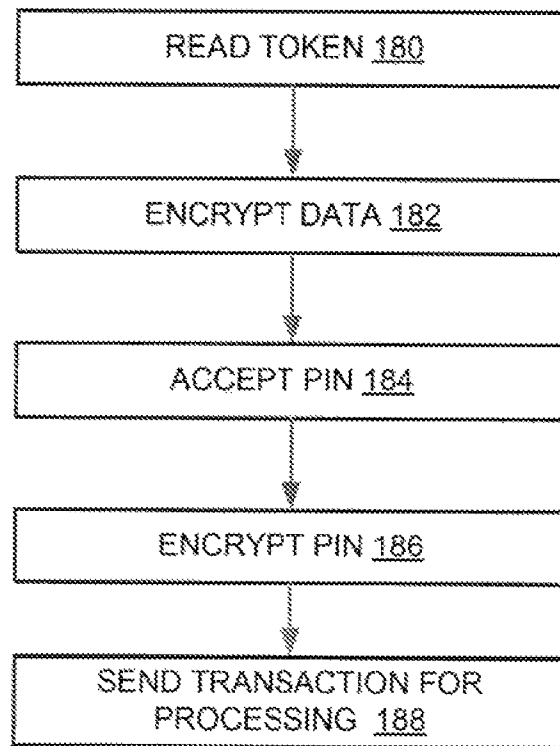 READ TOKEN 180
ENCRYPT DATA 182
ACCEPT PIN 184
ENCRYPT PIN 186
SEND TRANSACTION FOR
PROCESSING 188